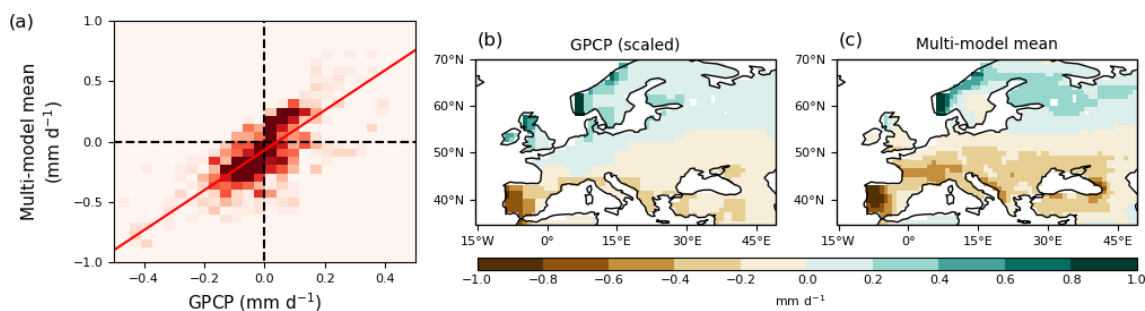 (a)
1.0
0.5
0.0
−0.5
−1.0
Multi-model mean
(mm d⁻¹)
−0.4 −0.2 0.0 0.2 0.4
GPCP (mm d⁻¹)
(b) GPCP (scaled)
70°N
60°N
50°N
40°N
15°W 0° 15°E 30°E 45°E
(c) Multi-model mean
70°N
60°N
50°N
40°N
15°W 0° 15°E 30°E 45°E
−1.0 −0.8 −0.6 −0.4 −0.2 0.0 0.2 0.4 0.6 0.8 1.0
mm d⁻¹